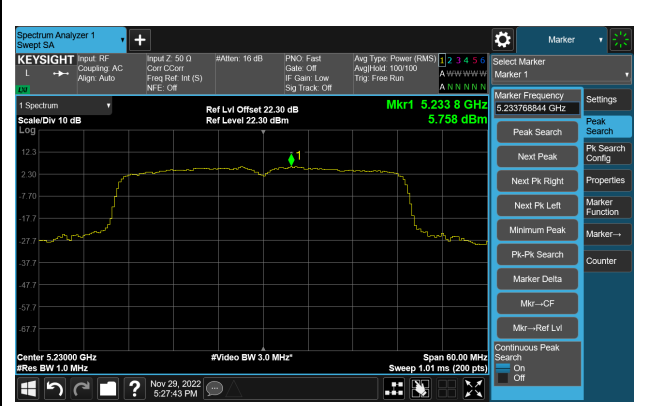 Spectrum Analyzer 1
Swept SA
Marker
KEYSIGHT
L
LXI
Input: RF
Coupling: AC
Align: Auto
Input Z: 50 Ω
Corr CCorr
Freq Ref: Int (S)
NFE: Off
#Atten: 16 dB
PNO: Fast
Gate: Off
IF Gain: Low
Sig Track: Off
Avg Type: Power (RMS)
Avg|Hold: 100/100
Trig: Free Run
1 2 3 4 5 6
A W W W W W
A N N N N N
Select Marker
Marker 1
1 Spectrum
Scale/Div 10 dB
Log
Ref Lvl Offset 22.30 dB
Ref Level 22.30 dBm
Mkr1 5.233 8 GHz
5.758 dBm
1
12.3
2.30
-7.70
-17.7
-27.7
-37.7
-47.7
-57.7
-67.7
Center 5.23000 GHz
#Res BW 1.0 MHz
#Video BW 3.0 MHz*
Span 60.00 MHz
Sweep 1.01 ms (200 pts)
Marker Frequency
5.233768844 GHz
Peak Search
Next Peak
Next Pk Right
Next Pk Left
Minimum Peak
Pk-Pk Search
Marker Delta
Mkr→CF
Mkr→Ref Lvl
Continuous Peak
Search
On
Off
Settings
Peak
Search
Pk Search
Config
Properties
Marker
Function
Marker→
Counter
?
Nov 29, 2022
5:27:43 PM